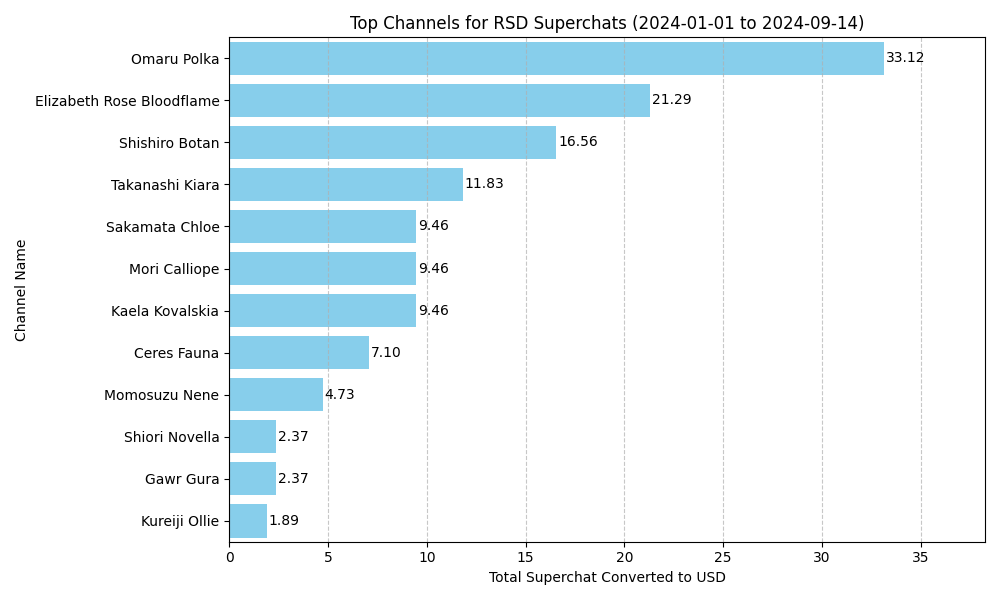 Top Channels for RSD Superchats (2024-01-01 to 2024-09-14)
Channel Name
Omaru Polka 33.12
Elizabeth Rose Bloodflame 21.29
Shishiro Botan 16.56
Takanashi Kiara 11.83
Sakamata Chloe 9.46
Mori Calliope 9.46
Kaela Kovalskia 9.46
Ceres Fauna 7.10
Momosuzu Nene 4.73
Shiori Novella 2.37
Gawr Gura 2.37
Kureiji Ollie 1.89
0 5 10 15 20 25 30 35
Total Superchat Converted to USD